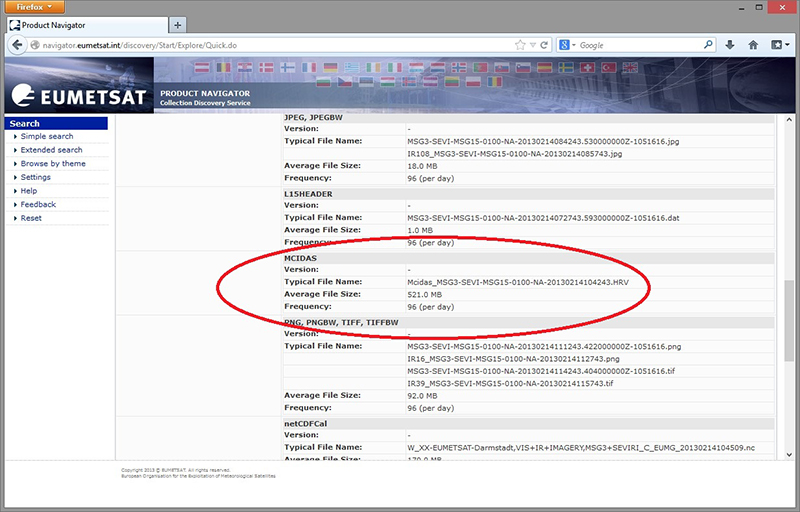 Firefox
Product Navigator
navigator.eumetsat.int/discovery/Start/Explore/Quick.do
Google
EUMETSAT
PRODUCT NAVIGATOR
Collection Discovery Service
Search
Simple search
Extended search
Browse by theme
Settings
Help
Feedback
Reset
JPEG, JPEGBW
Version: -
Typical File Name: MSG3-SEVI-MSG15-0100-NA-20130214084243.530000000Z-1051616.jpg
IR108_MSG3-SEVI-MSG15-0100-NA-20130214085743.jpg
Average File Size: 18.0 MB
Frequency: 96 (per day)
L15HEADER
Version: -
Typical File Name: MSG3-SEVI-MSG15-0100-NA-20130214072743.593000000Z-1051616.dat
Average File Size: 1.0 MB
Frequency: 96 (per day)
MCIDAS
Version: -
Typical File Name: Mcidas_MSG3-SEVI-MSG15-0100-NA-20130214104243.HRV
Average File Size: 521.0 MB
Frequency: 96 (per day)
PNG, PNGBW, TIFF, TIFFBW
Version: -
Typical File Name: MSG3-SEVI-MSG15-0100-NA-20130214111243.422000000Z-1051616.png
IR16_MSG3-SEVI-MSG15-0100-NA-20130214112743.png
MSG3-SEVI-MSG15-0100-NA-20130214114243.404000000Z-1051616.tif
IR39_MSG3-SEVI-MSG15-0100-NA-20130214115743.tif
Average File Size: 92.0 MB
Frequency: 96 (per day)
netCDFCal
Version: -
Typical File Name: W_XX-EUMETSAT-Darmstadt,VIS+IR+IMAGERY,MSG3+SEVIRI_C_EUMG_20130214104509.nc
Average File Size: 170.0 MB
Copyright 2013 © EUMETSAT. All rights reserved.
European Organisation for the Exploitation of Meteorological Satellites